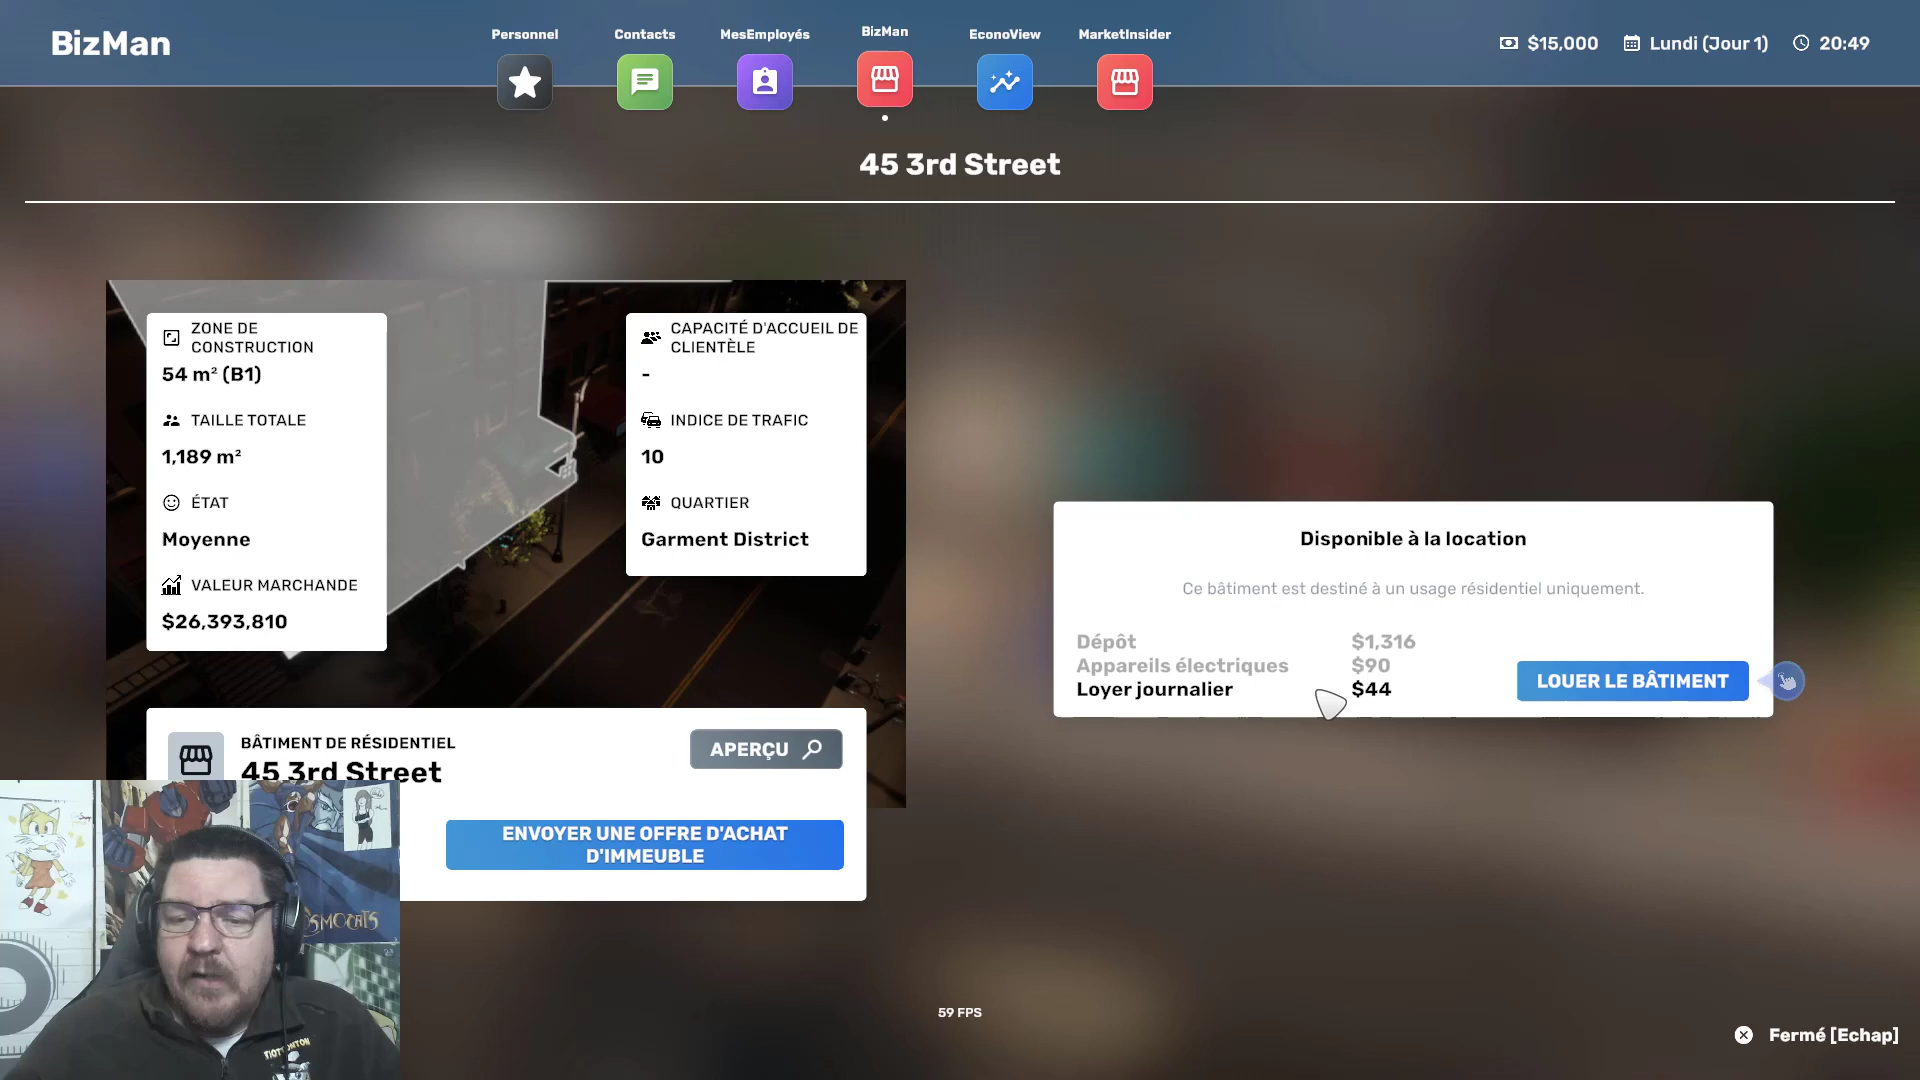 BizMan
Personnel
Contacts
MesEmployés
BizMan
EconoView
MarketInsider
$15,000
Lundi (Jour 1)
20:49
45 3rd Street
ZONE DE
CONSTRUCTION
54 m² (B1)
TAILLE TOTALE
1,189 m²
ÉTAT
Moyenne
VALEUR MARCHANDE
$26,393,810
CAPACITÉ D'ACCUEIL DE
CLIENTÈLE
-
INDICE DE TRAFIC
10
QUARTIER
Garment District
Disponible à la location
Ce bâtiment est destiné à un usage résidentiel uniquement.
Dépôt $1,316
Appareils électriques $90
Loyer journalier $44
LOUER LE BÂTIMENT
BÂTIMENT DE RÉSIDENTIEL
45 3rd Street
APERÇU
ENVOYER UNE OFFRE D'ACHAT
D'IMMEUBLE
59 FPS
Fermé [Echap]